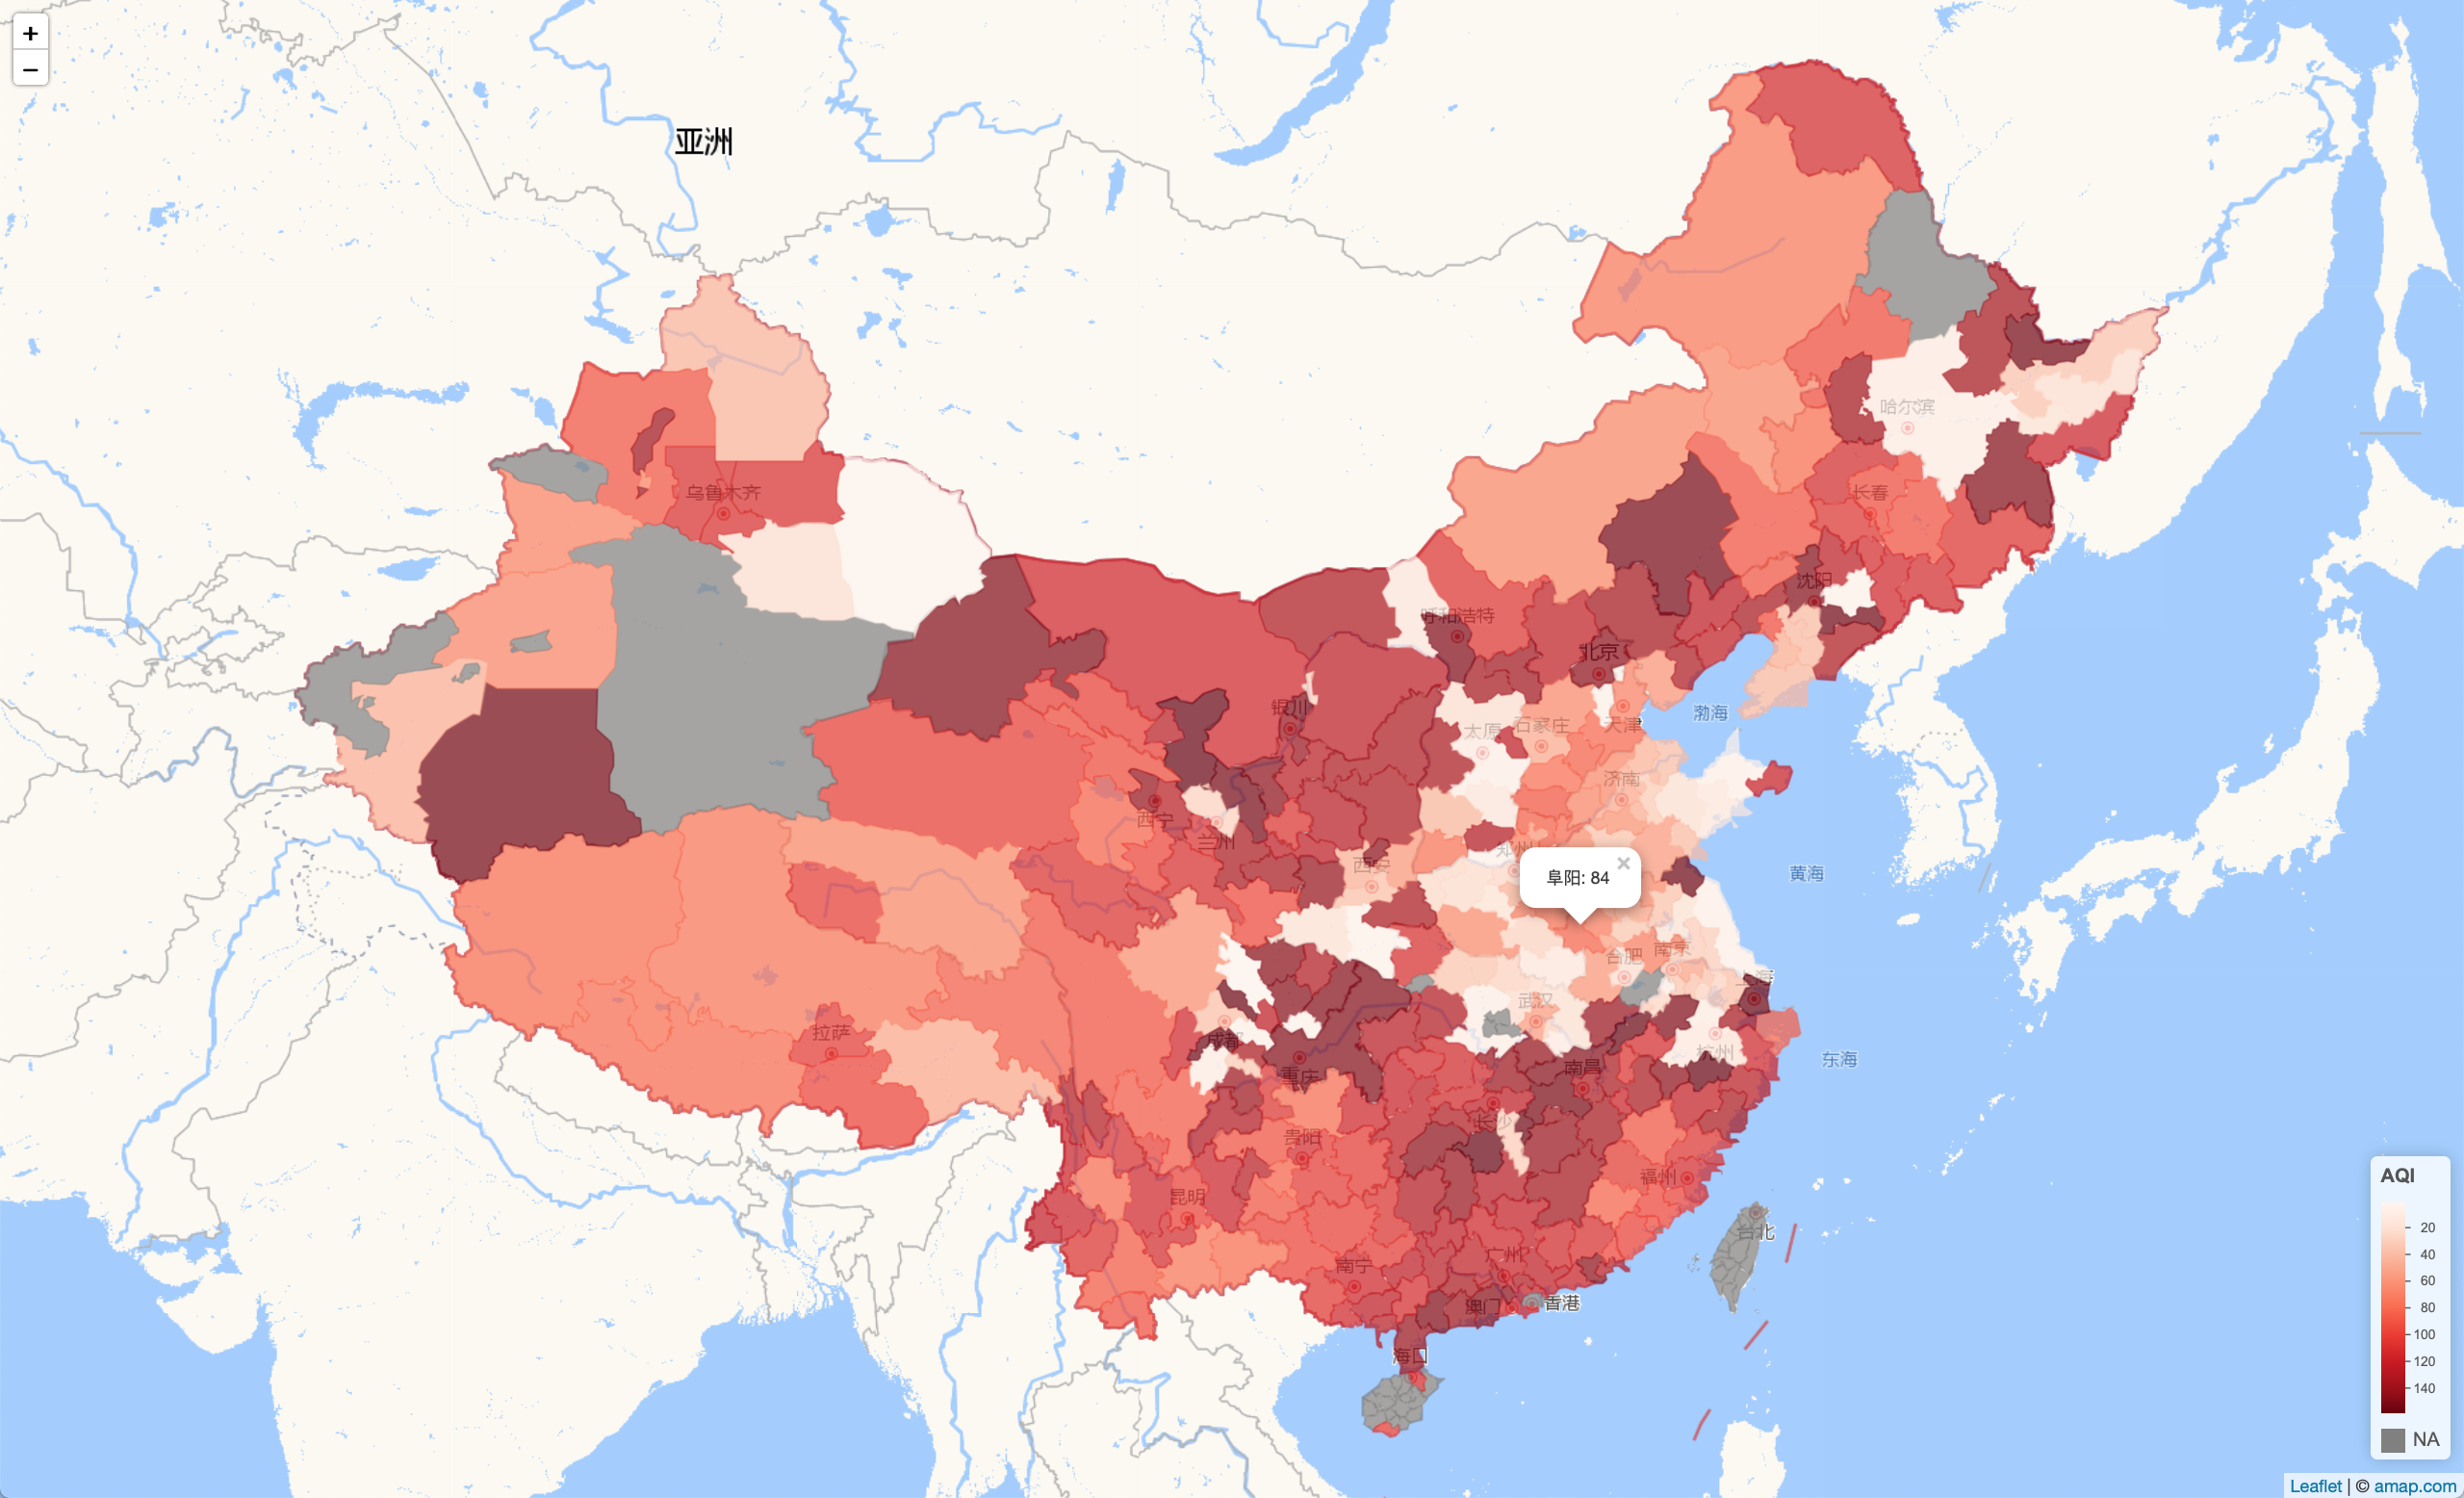 +
−
亚洲
哈尔滨
乌鲁木齐
长春
沈阳
呼和浩特
北京
银川
渤海
太原
石家庄
天津
济南
西宁
兰州
西安
郑州
×
阜阳: 84
黄海
合肥
南京
上海
武汉
拉萨
成都
杭州
东海
重庆
南昌
长沙
贵阳
福州
昆明
台北
广州
南宁
澳门
香港
海口
AQI
20
40
60
80
100
120
140
NA
Leaflet | © amap.com